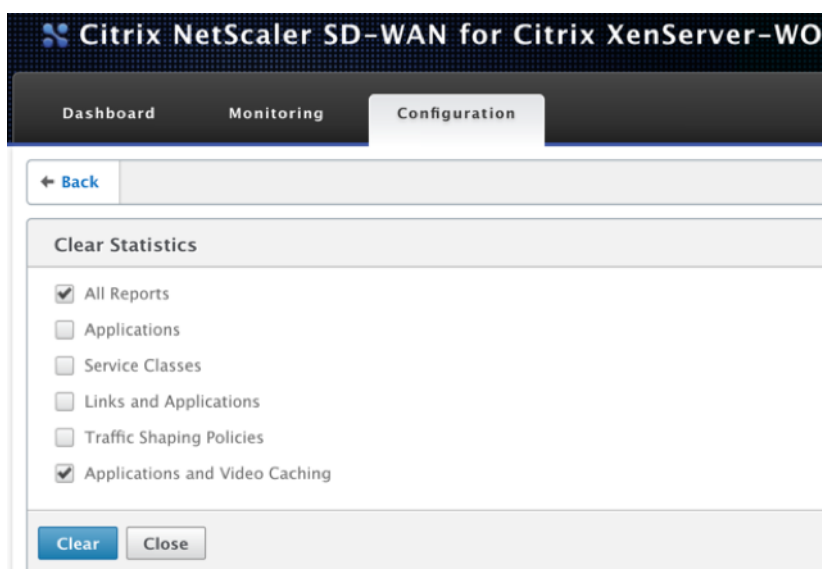 Citrix NetScaler SD-WAN for Citrix XenServer-WO
Dashboard Monitoring Configuration
← Back
Clear Statistics
All Reports
Applications
Service Classes
Links and Applications
Traffic Shaping Policies
Applications and Video Caching
Clear Close